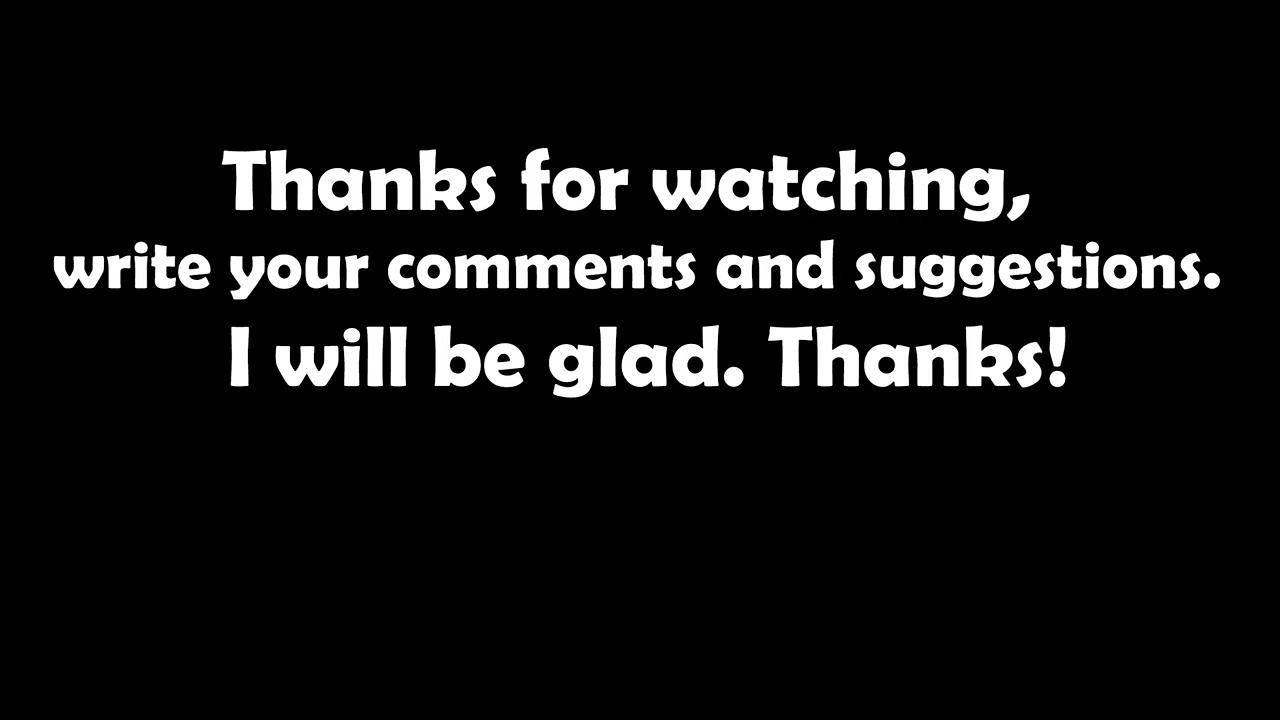 Thanks for watching,
write your comments and suggestions.
I will be glad. Thanks!